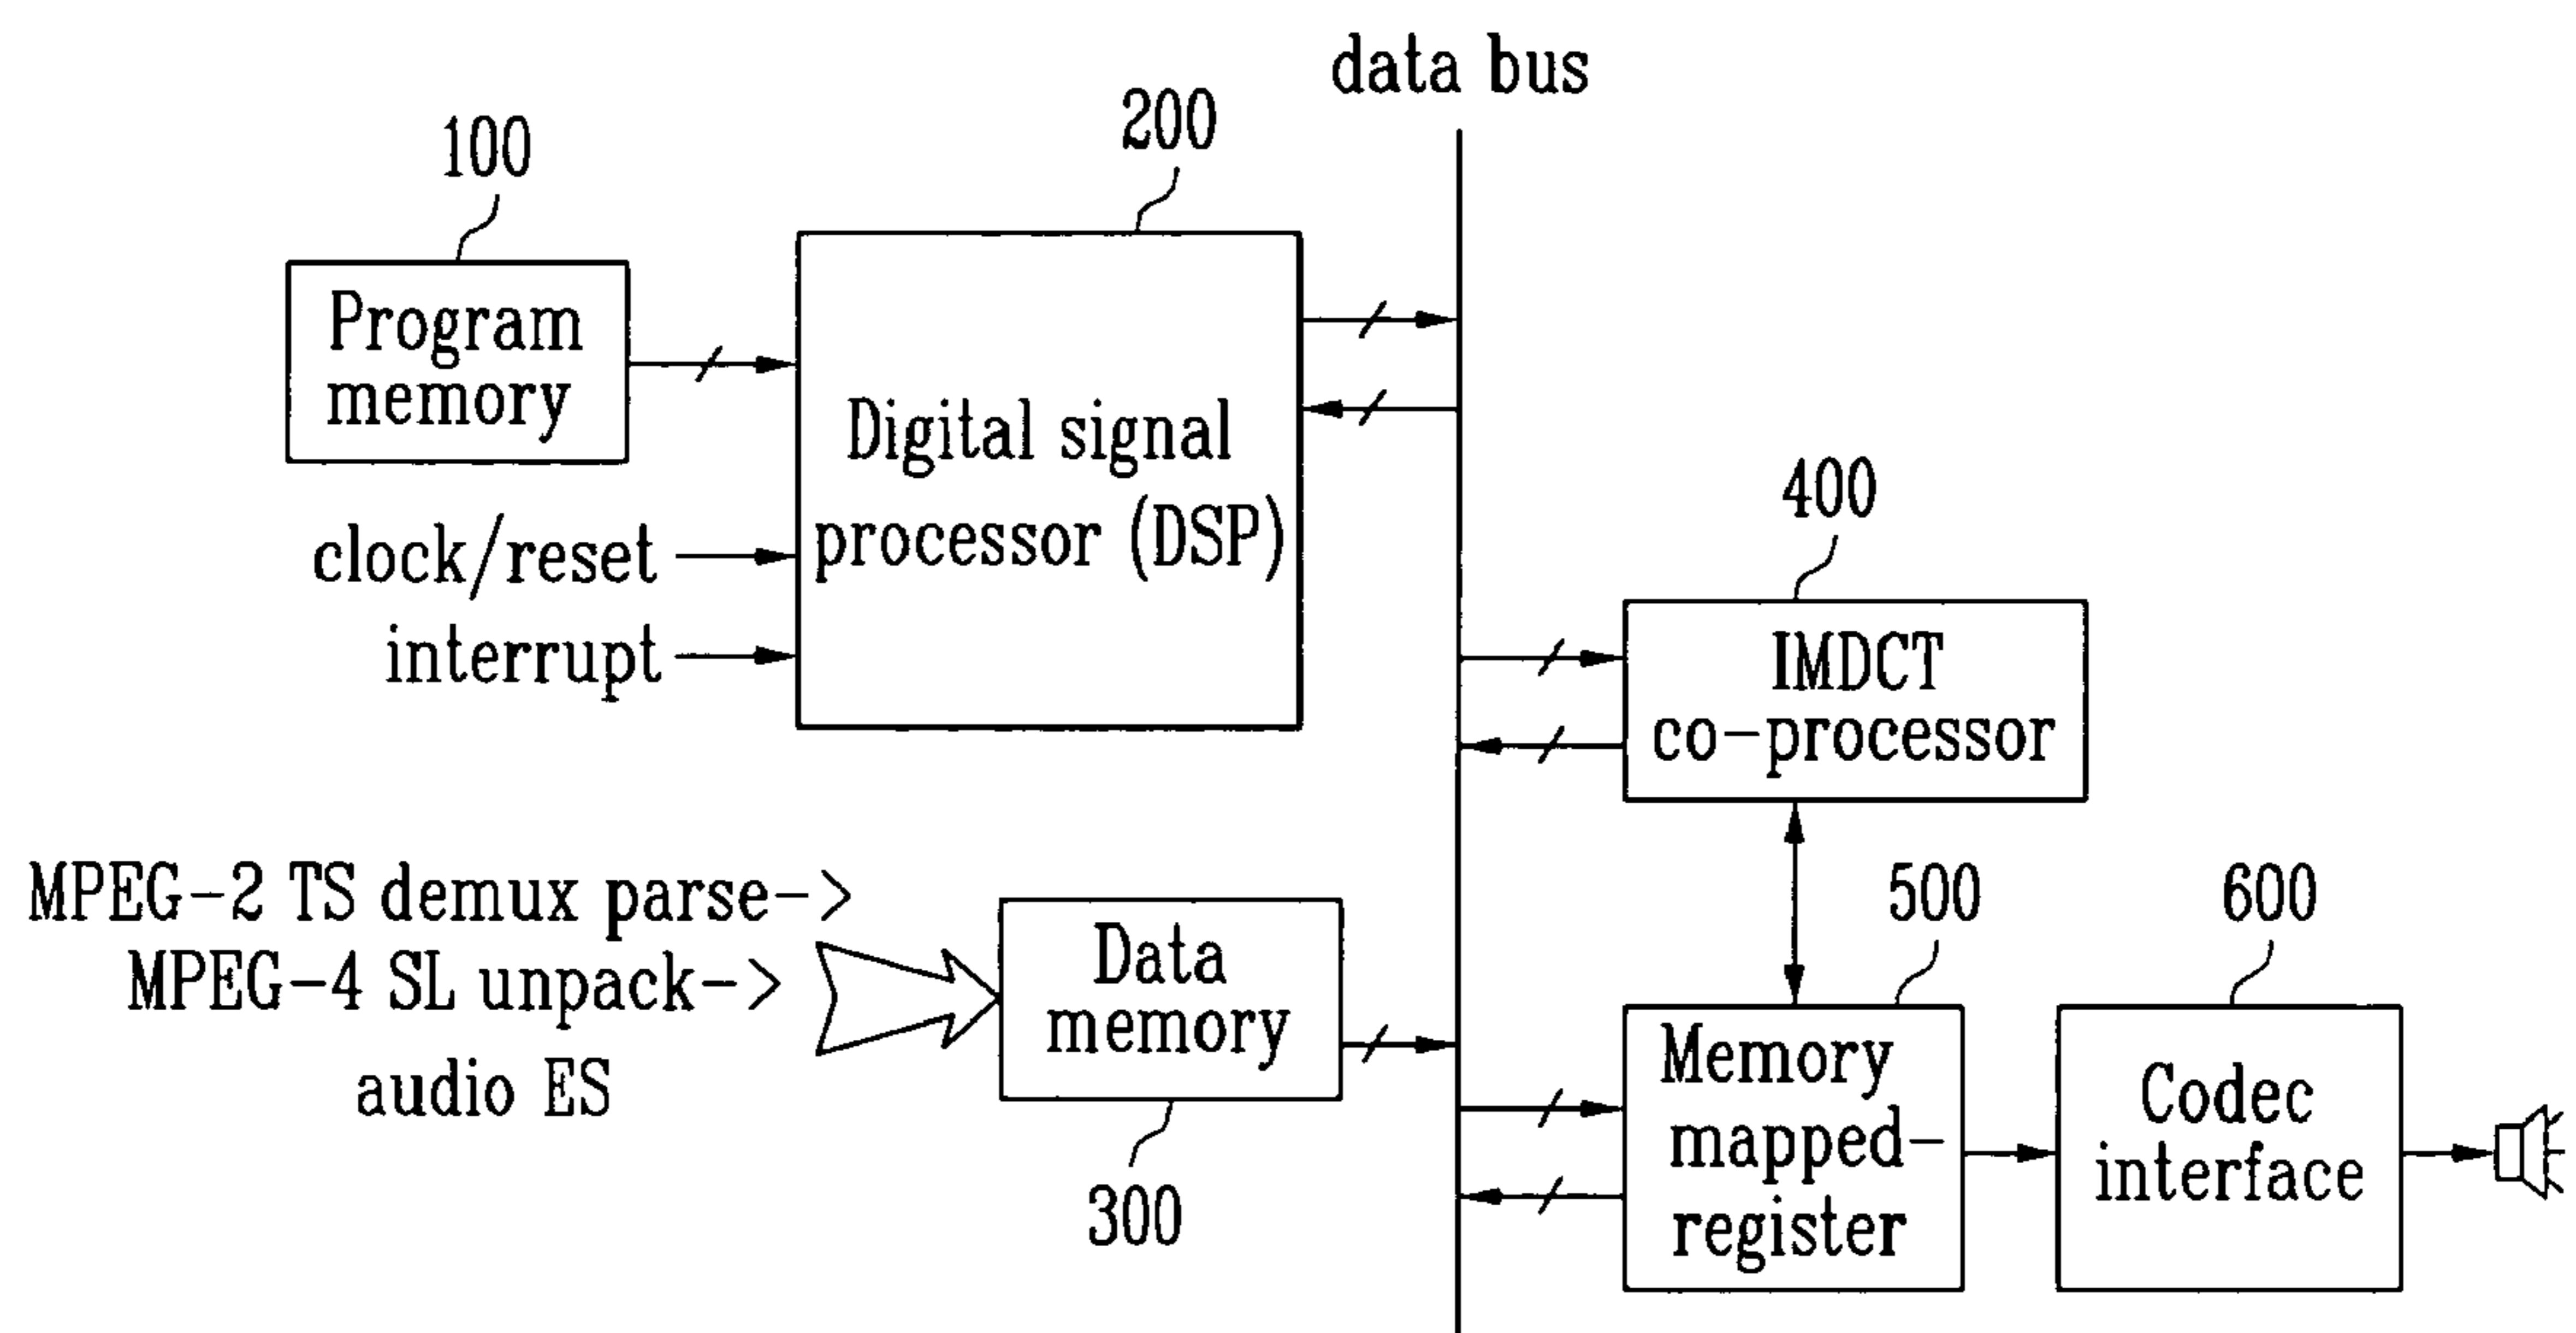 data bus
100
200
Program
memory
Digital signal
processor (DSP)
clock/reset
interrupt
400
IMDCT
co-processor
MPEG-2 TS demux parse->
MPEG-4 SL unpack->
audio ES
Data
memory
300
500
Memory
mapped-
register
600
Codec
interface